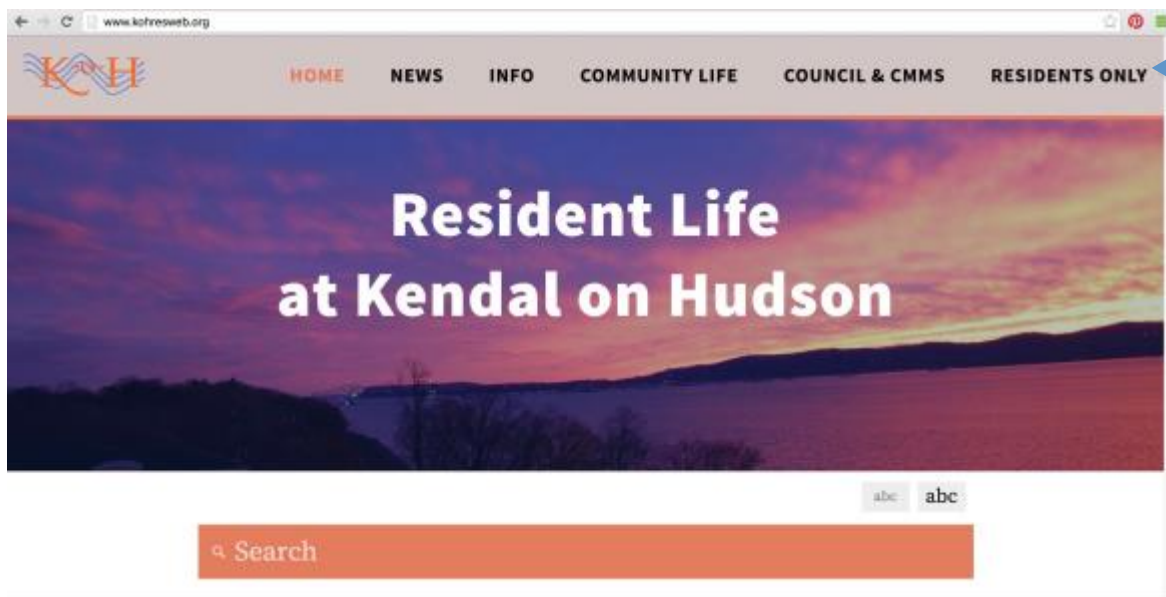 www.kohresweb.org
HOME NEWS INFO COMMUNITY LIFE COUNCIL & CMMS RESIDENTS ONLY
Resident Life
at Kendal on Hudson
abc abc
Search